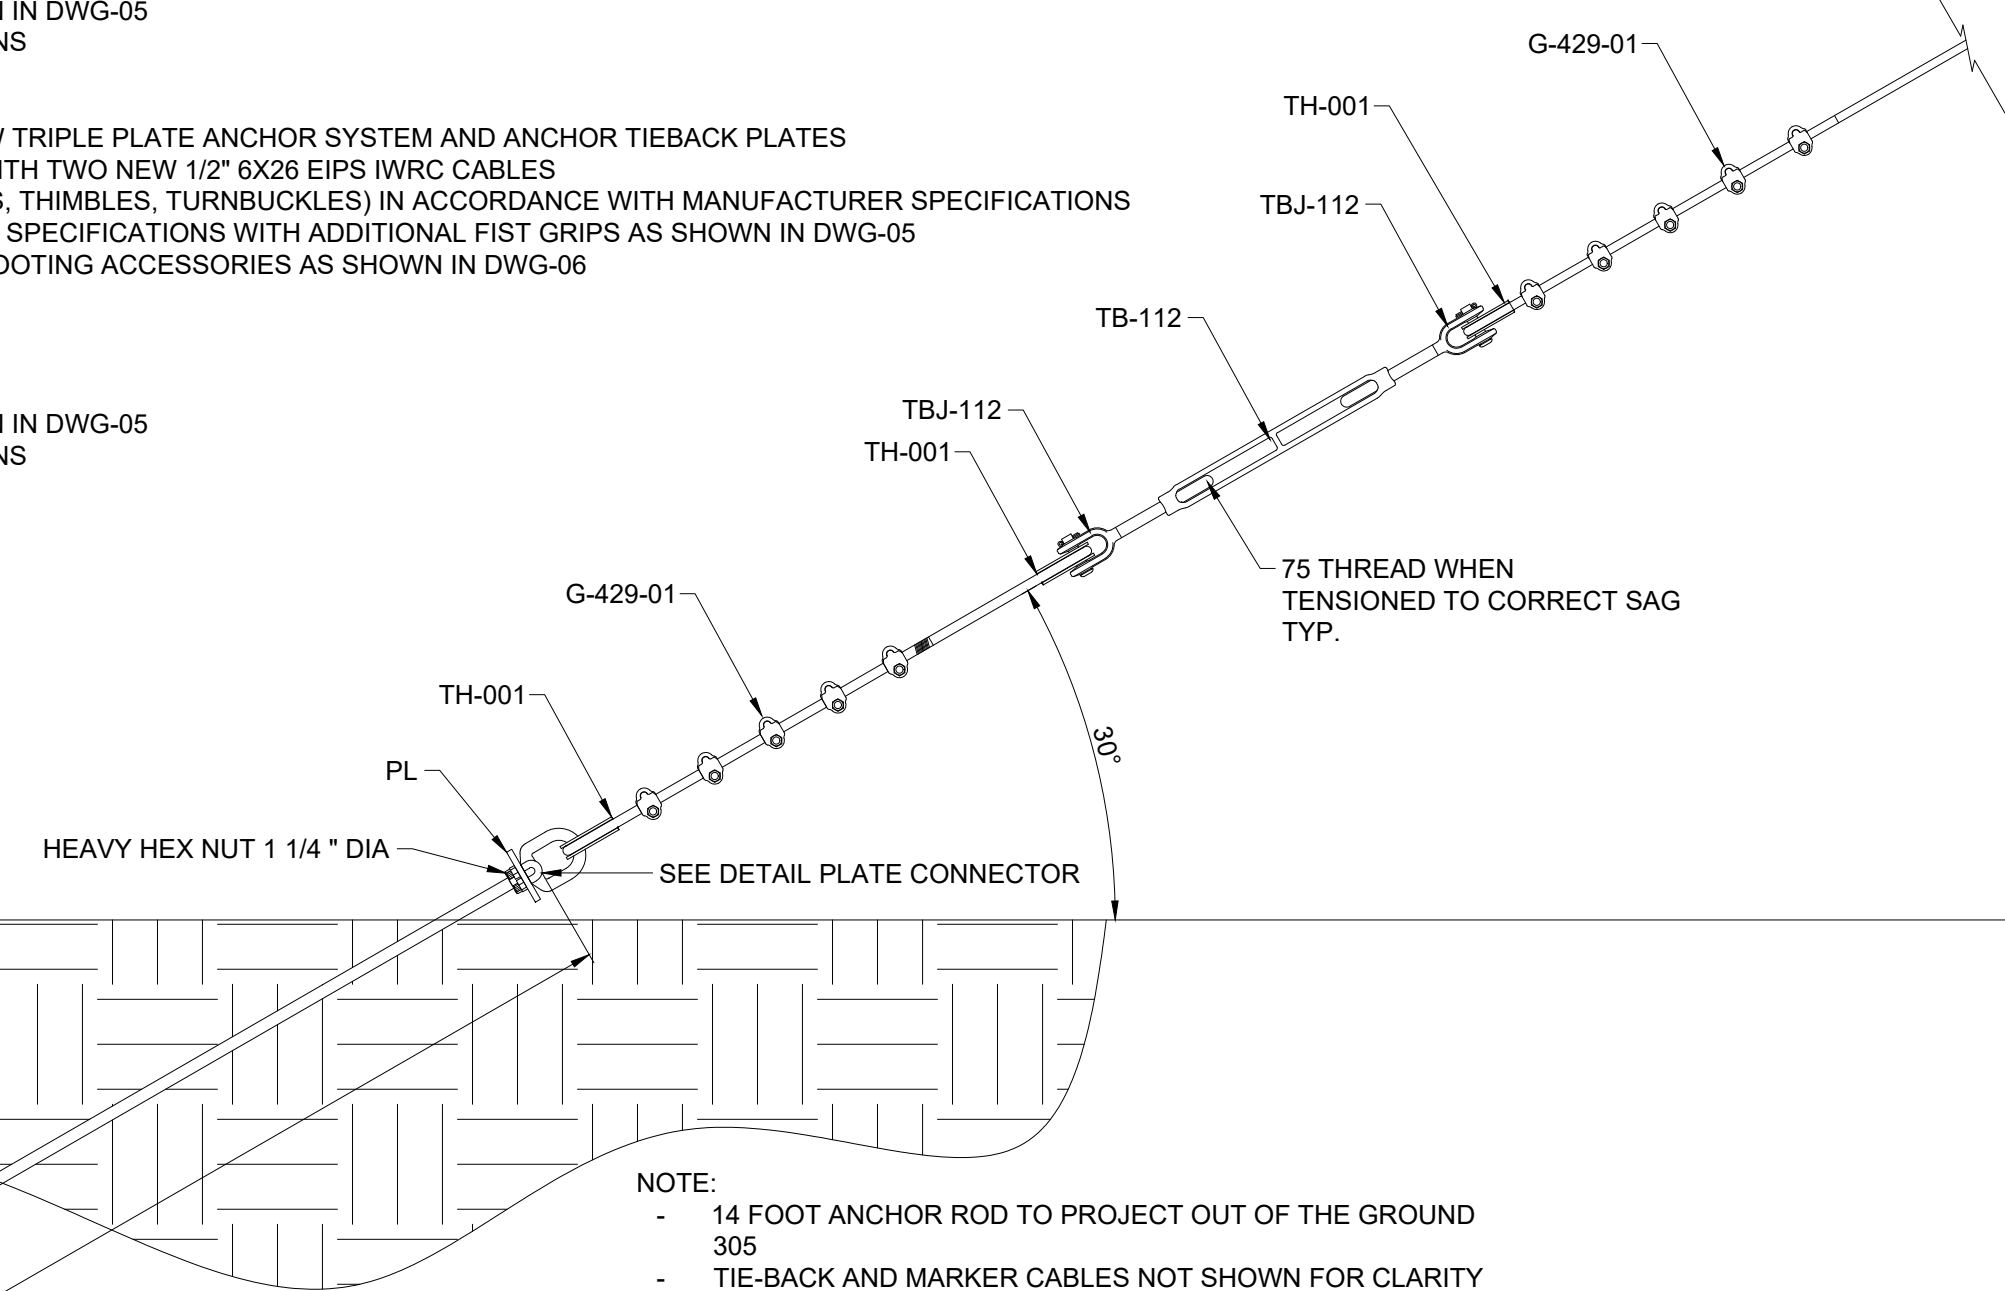 IN DWG-05
NS
TRIPLE PLATE ANCHOR SYSTEM AND ANCHOR TIEBACK PLATES
ITH TWO NEW 1/2" 6X26 EIPS IWRC CABLES
S, THIMBLES, TURNBUCKLES) IN ACCORDANCE WITH MANUFACTURER SPECIFICATIONS
SPECIFICATIONS WITH ADDITIONAL FIST GRIPS AS SHOWN IN DWG-05
OOTING ACCESSORIES AS SHOWN IN DWG-06
IN DWG-05
NS
G-429-01
TH-001
TBJ-112
TB-112
TBJ-112
TH-001
75 THREAD WHEN
TENSIONED TO CORRECT SAG
TYP.
G-429-01
TH-001
30°
PL
HEAVY HEX NUT 1 1/4 " DIA
SEE DETAIL PLATE CONNECTOR
NOTE:
- 14 FOOT ANCHOR ROD TO PROJECT OUT OF THE GROUND
305
- TIE-BACK AND MARKER CABLES NOT SHOWN FOR CLARITY